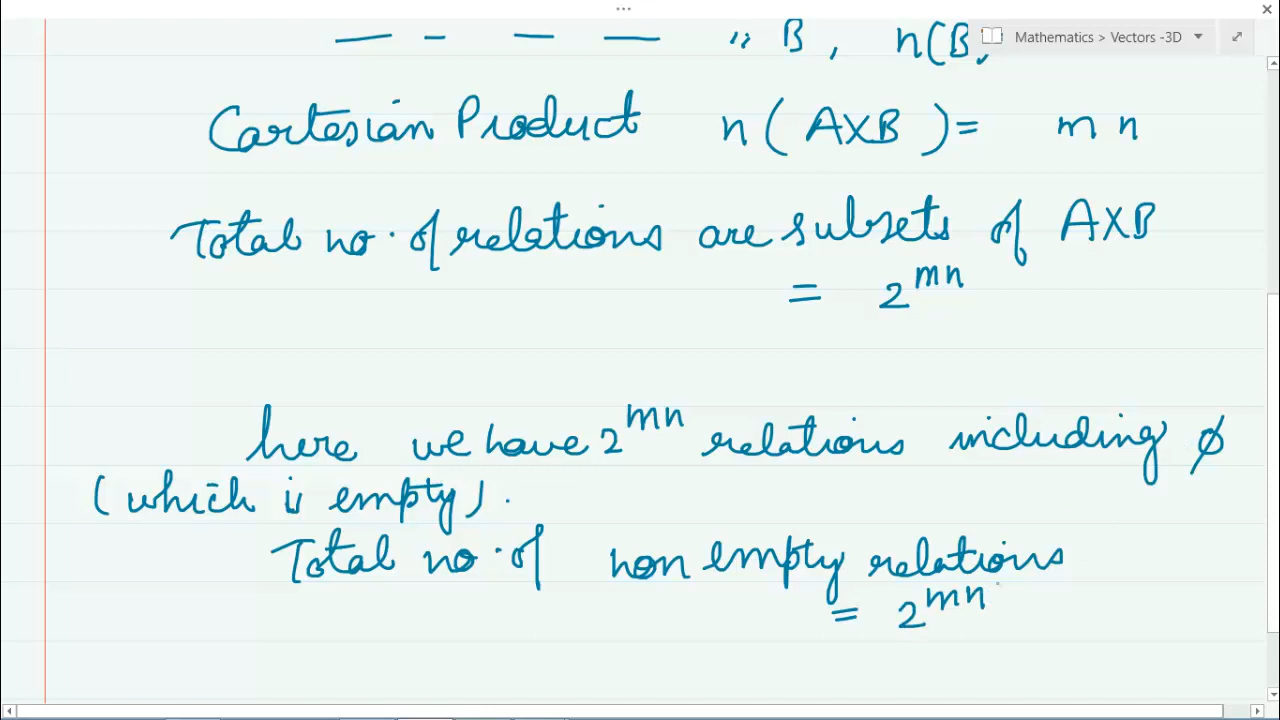 Mathematics > Vectors -3D
— - — — " B, n(B,
Cartesian Product n(AXB)= mn
Total no. of relations are subsets of AXB
= 2^mn
here we have 2^mn relations including ϕ
(which is empty).
Total no. of non empty relations
= 2^mn